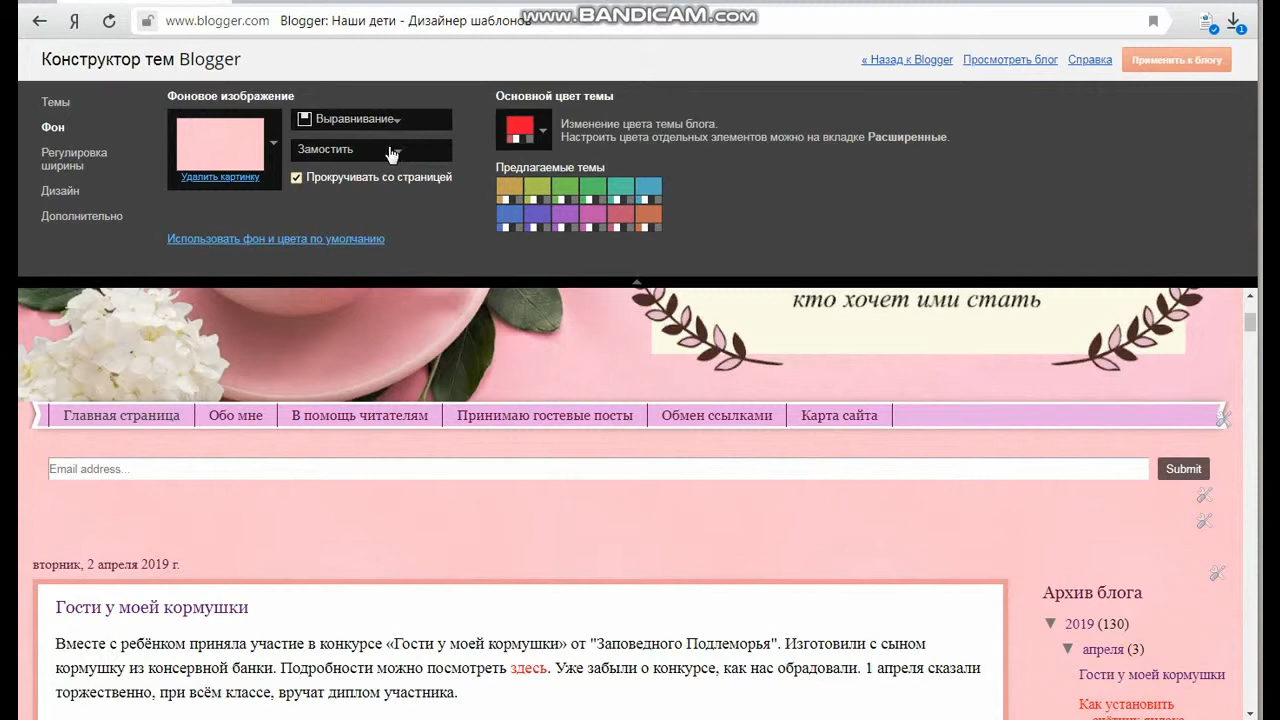 www.blogger.com Blogger: Наши дети - Дизайнер шаблонов
www.BANDICAM.com
1
Конструктор тем Blogger
« Назад к Blogger Просмотреть блог Справка Применить к блогу
Темы
Фон
Регулировка ширины
Дизайн
Дополнительно
Фоновое изображение
Удалить картинку
Выравнивание
Замостить
Прокручивать со страницей
Использовать фон и цвета по умолчанию
Основной цвет темы
Изменение цвета темы блога.
Настроить цвета отдельных элементов можно на вкладке Расширенные.
Предлагаемые темы
кто хочет ими стать
Главная страница Обо мне В помощь читателям Принимаю гостевые посты Обмен ссылками Карта сайта
Email address... Submit
вторник, 2 апреля 2019 г.
Гости у моей кормушки
Вместе с ребёнком приняла участие в конкурсе «Гости у моей кормушки» от "Заповедного Подлеморья". Изготовили с сыном
кормушку из консервной банки. Подробности можно посмотреть здесь. Уже забыли о конкурсе, как нас обрадовали. 1 апреля сказали
торжественно, при всём классе, вручат диплом участника.
Архив блога
▼ 2019 (130)
▼ апреля (3)
Гости у моей кормушки
Как установить
счётчик яндекс